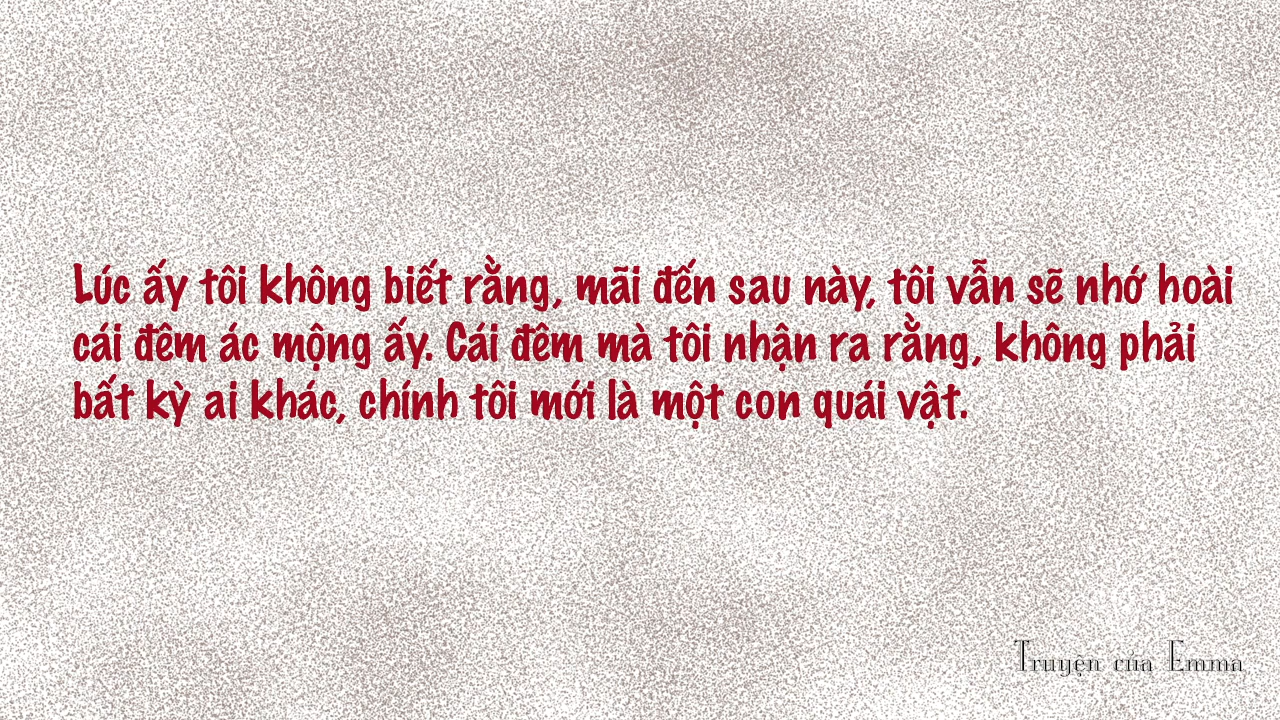 Lúc ấy tôi không biết rằng, mãi đến sau này, tôi vẫn sẽ nhớ hoài
cái đêm ác mộng ấy. Cái đêm mà tôi nhận ra rằng, không phải
bất kỳ ai khác, chính tôi mới là một con quái vật.
Truyện của Emma